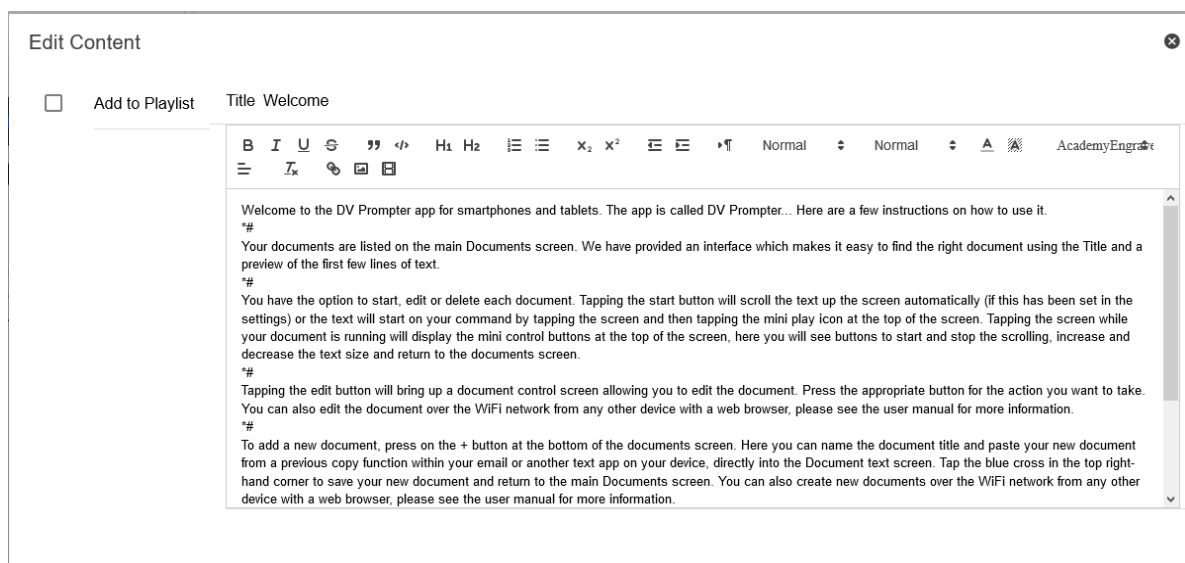 Edit Content
Add to Playlist
Title Welcome
B I U S ” </> H1 H2 X₂ X² Normal Normal A A AcademyEngrave
Tx
Welcome to the DV Prompter app for smartphones and tablets. The app is called DV Prompter... Here are a few instructions on how to use it.
*#
Your documents are listed on the main Documents screen. We have provided an interface which makes it easy to find the right document using the Title and a
preview of the first few lines of text.
*#
You have the option to start, edit or delete each document. Tapping the start button will scroll the text up the screen automatically (if this has been set in the
settings) or the text will start on your command by tapping the screen and then tapping the mini play icon at the top of the screen. Tapping the screen while
your document is running will display the mini control buttons at the top of the screen, here you will see buttons to start and stop the scrolling, increase and
decrease the text size and return to the documents screen.
*#
Tapping the edit button will bring up a document control screen allowing you to edit the document. Press the appropriate button for the action you want to take.
You can also edit the document over the WiFi network from any other device with a web browser, please see the user manual for more information.
*#
To add a new document, press on the + button at the bottom of the documents screen. Here you can name the document title and paste your new document
from a previous copy function within your email or another text app on your device, directly into the Document text screen. Tap the blue cross in the top right-
hand corner to save your new document and return to the main Documents screen. You can also create new documents over the WiFi network from any other
device with a web browser, please see the user manual for more information.